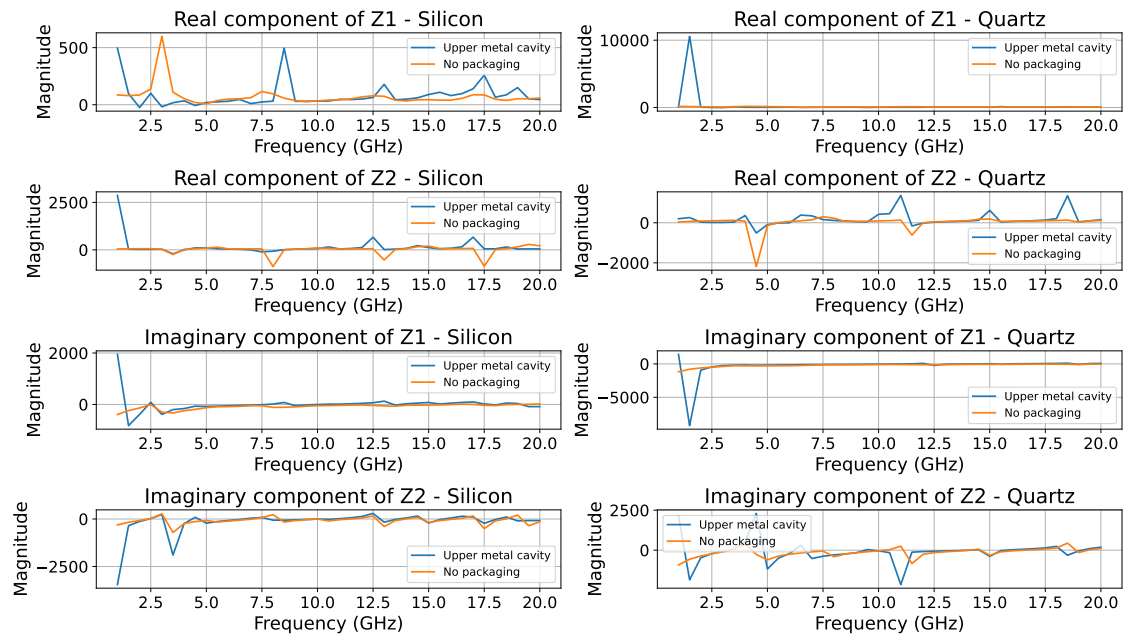 Real component of Z1 - Silicon
Magnitude
500
0
Upper metal cavity
No packaging
2.5 5.0 7.5 10.0 12.5 15.0 17.5 20.0
Frequency (GHz)
Real component of Z1 - Quartz
Magnitude
10000
0
Upper metal cavity
No packaging
2.5 5.0 7.5 10.0 12.5 15.0 17.5 20.0
Frequency (GHz)
Real component of Z2 - Silicon
Magnitude
2500
0
Upper metal cavity
No packaging
2.5 5.0 7.5 10.0 12.5 15.0 17.5 20.0
Frequency (GHz)
Real component of Z2 - Quartz
Magnitude
0
−2000
Upper metal cavity
No packaging
2.5 5.0 7.5 10.0 12.5 15.0 17.5 20.0
Frequency (GHz)
Imaginary component of Z1 - Silicon
Magnitude
2000
0
Upper metal cavity
No packaging
2.5 5.0 7.5 10.0 12.5 15.0 17.5 20.0
Frequency (GHz)
Imaginary component of Z1 - Quartz
Magnitude
0
−5000
Upper metal cavity
No packaging
2.5 5.0 7.5 10.0 12.5 15.0 17.5 20.0
Frequency (GHz)
Imaginary component of Z2 - Silicon
Magnitude
0
−2500
Upper metal cavity
No packaging
2.5 5.0 7.5 10.0 12.5 15.0 17.5 20.0
Frequency (GHz)
Imaginary component of Z2 - Quartz
Magnitude
2500
0
Upper metal cavity
No packaging
2.5 5.0 7.5 10.0 12.5 15.0 17.5 20.0
Frequency (GHz)